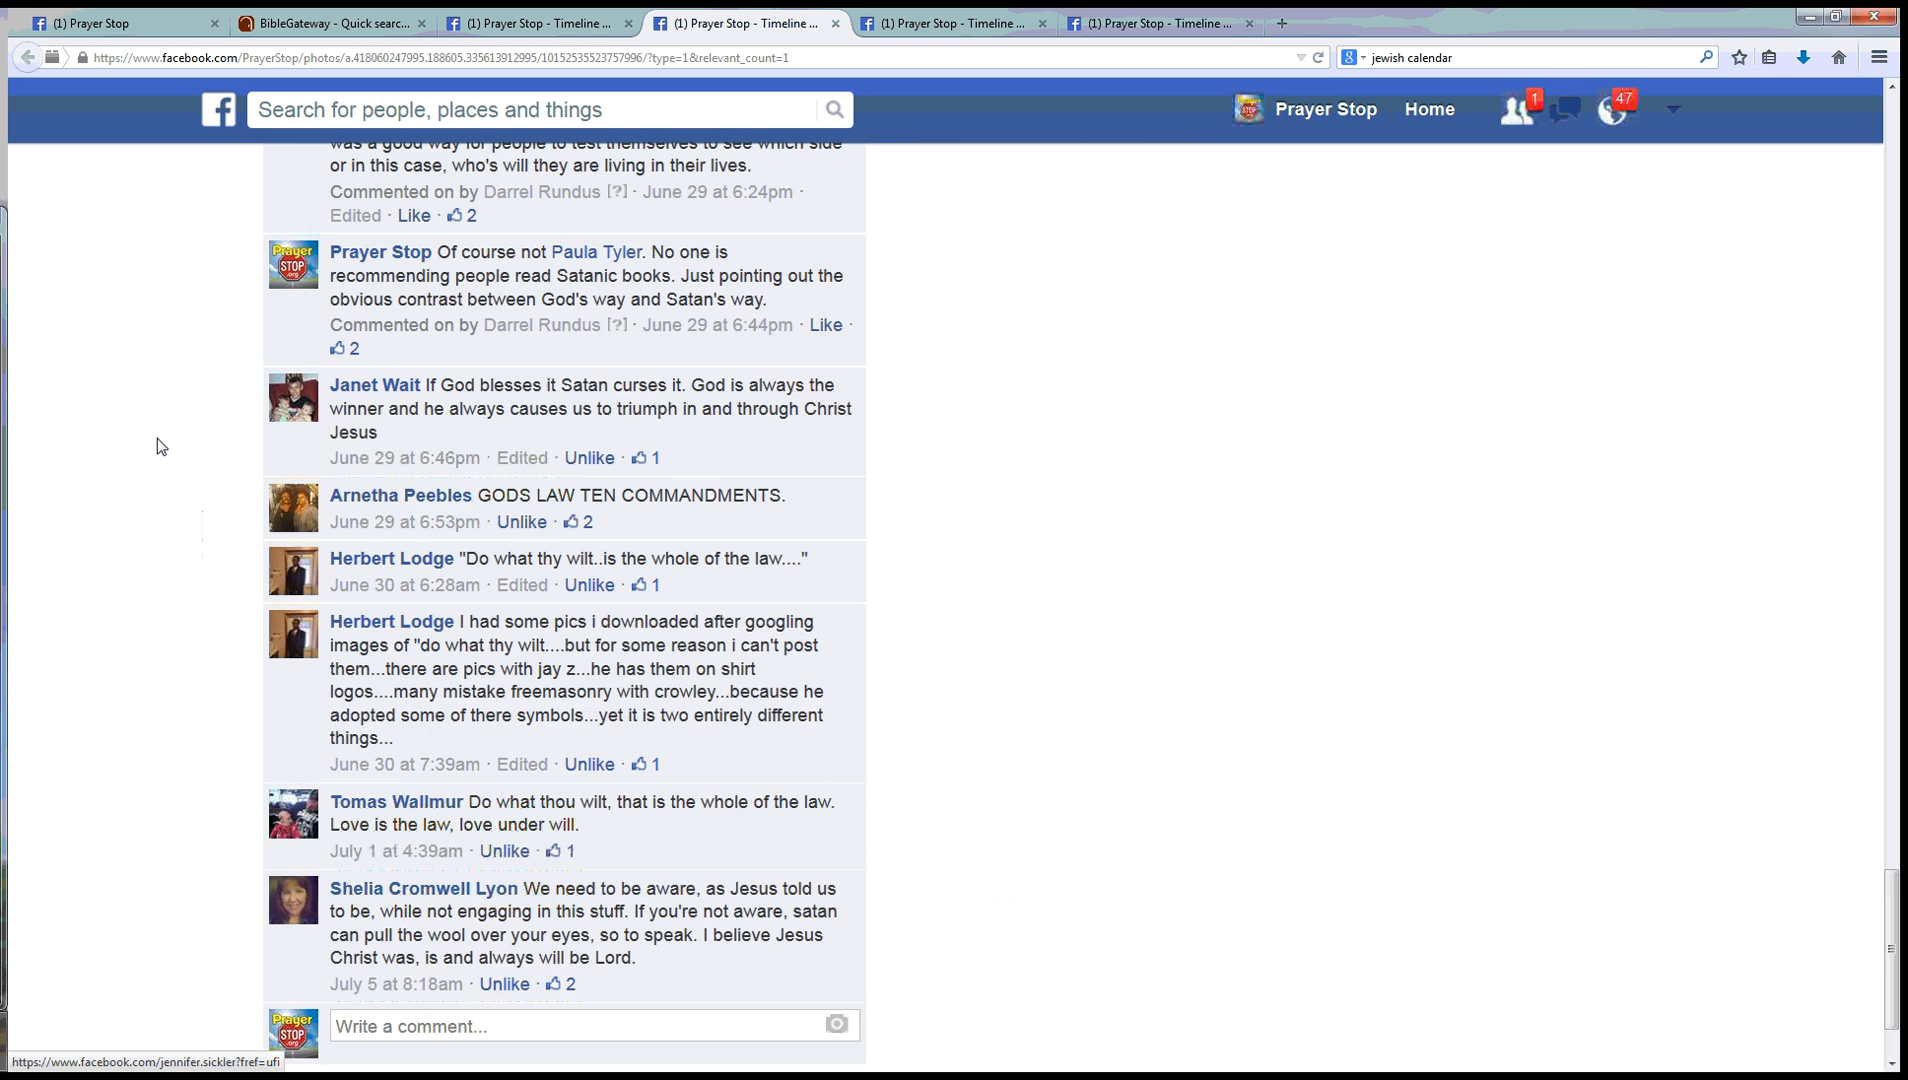 (1) Prayer Stop
BibleGateway - Quick searc...
(1) Prayer Stop - Timeline ...
(1) Prayer Stop - Timeline ...
(1) Prayer Stop - Timeline ...
(1) Prayer Stop - Timeline ...
https://www.facebook.com/PrayerStop/photos/a.418060247995.188605.335613912995/10152535523757996/?type=1&relevant_count=1
jewish calendar
Search for people, places and things
Prayer Stop Home 1 47
was a good way for people to test themselves to see which side
or in this case, who's will they are living in their lives.
Commented on by Darrel Rundus [?] · June 29 at 6:24pm ·
Edited · Like · 2
Prayer Stop Of course not Paula Tyler. No one is
recommending people read Satanic books. Just pointing out the
obvious contrast between God's way and Satan's way.
Commented on by Darrel Rundus [?] · June 29 at 6:44pm · Like ·
2
Janet Wait If God blesses it Satan curses it. God is always the
winner and he always causes us to triumph in and through Christ
Jesus
June 29 at 6:46pm · Edited · Unlike · 1
Arnetha Peebles GODS LAW TEN COMMANDMENTS.
June 29 at 6:53pm · Unlike · 2
Herbert Lodge "Do what thy wilt..is the whole of the law...."
June 30 at 6:28am · Edited · Unlike · 1
Herbert Lodge I had some pics i downloaded after googling
images of "do what thy wilt....but for some reason i can't post
them...there are pics with jay z...he has them on shirt
logos....many mistake freemasonry with crowley...because he
adopted some of there symbols...yet it is two entirely different
things...
June 30 at 7:39am · Edited · Unlike · 1
Tomas Wallmur Do what thou wilt, that is the whole of the law.
Love is the law, love under will.
July 1 at 4:39am · Unlike · 1
Shelia Cromwell Lyon We need to be aware, as Jesus told us
to be, while not engaging in this stuff. If you're not aware, satan
can pull the wool over your eyes, so to speak. I believe Jesus
Christ was, is and always will be Lord.
July 5 at 8:18am · Unlike · 2
Prayer
STOP
Write a comment...
https://www.facebook.com/jennifer.sickler?fref=ufi